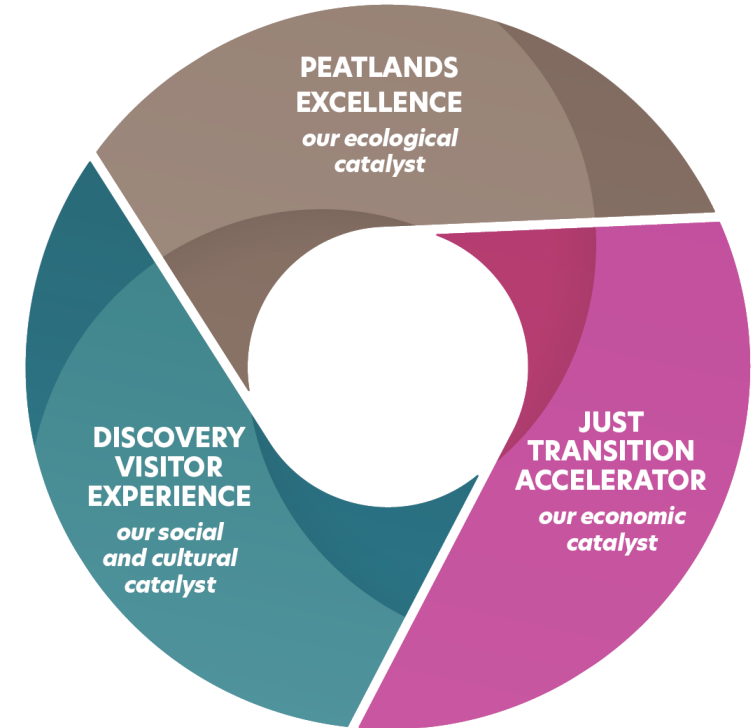 PEATLANDS
EXCELLENCE
our ecological
catalyst
JUST
TRANSITION
ACCELERATOR
our economic
catalyst
DISCOVERY
VISITOR
EXPERIENCE
our social
and cultural
catalyst